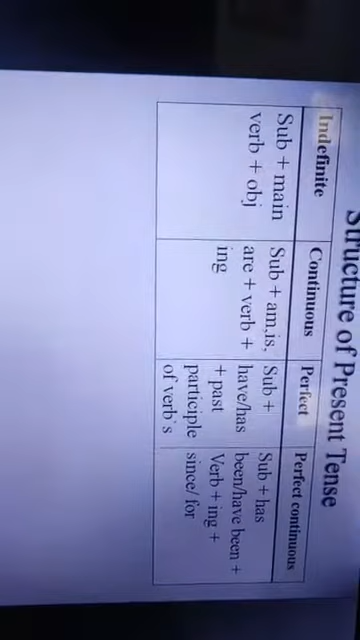 Structure of Present Tense
Indefinite
Continuous
Perfect
Perfect continuous
Sub + main
verb + obj
Sub + am,is,
are + verb +
ing
Sub +
have/has
+ past
participle
of verb's
Sub + has
been/have been +
Verb + ing +
since/ for